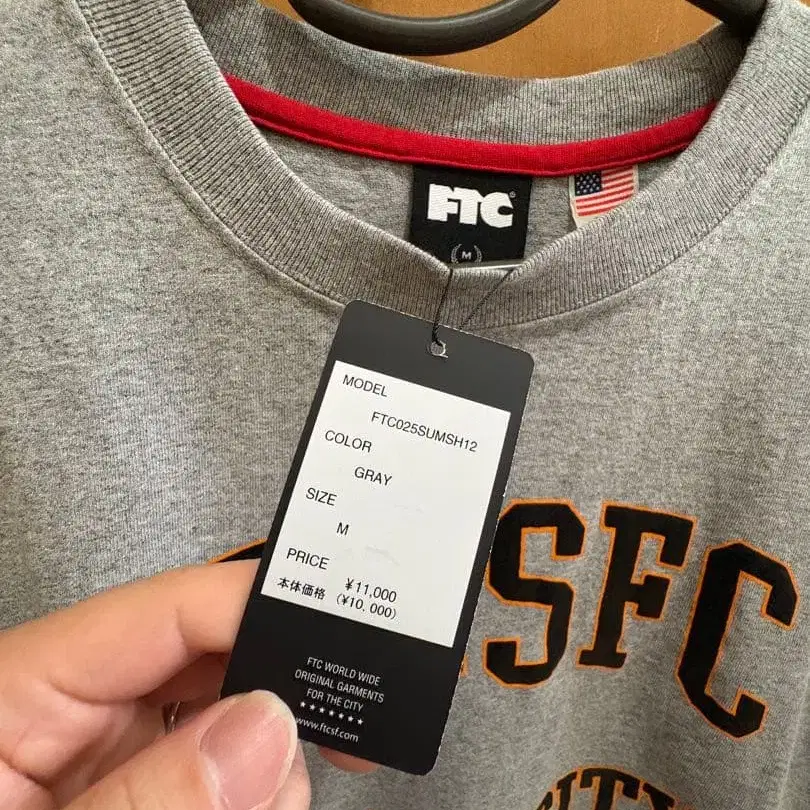 FTC
M
MODEL
FTC025SUMSH12
COLOR
GRAY
SIZE
M
PRICE
¥11,000
本体価格 (¥10,000)
FTC WORLD WIDE
ORIGINAL GARMENTS
FOR THE CITY
★★★★★★★
www.ftcsf.com
SFC